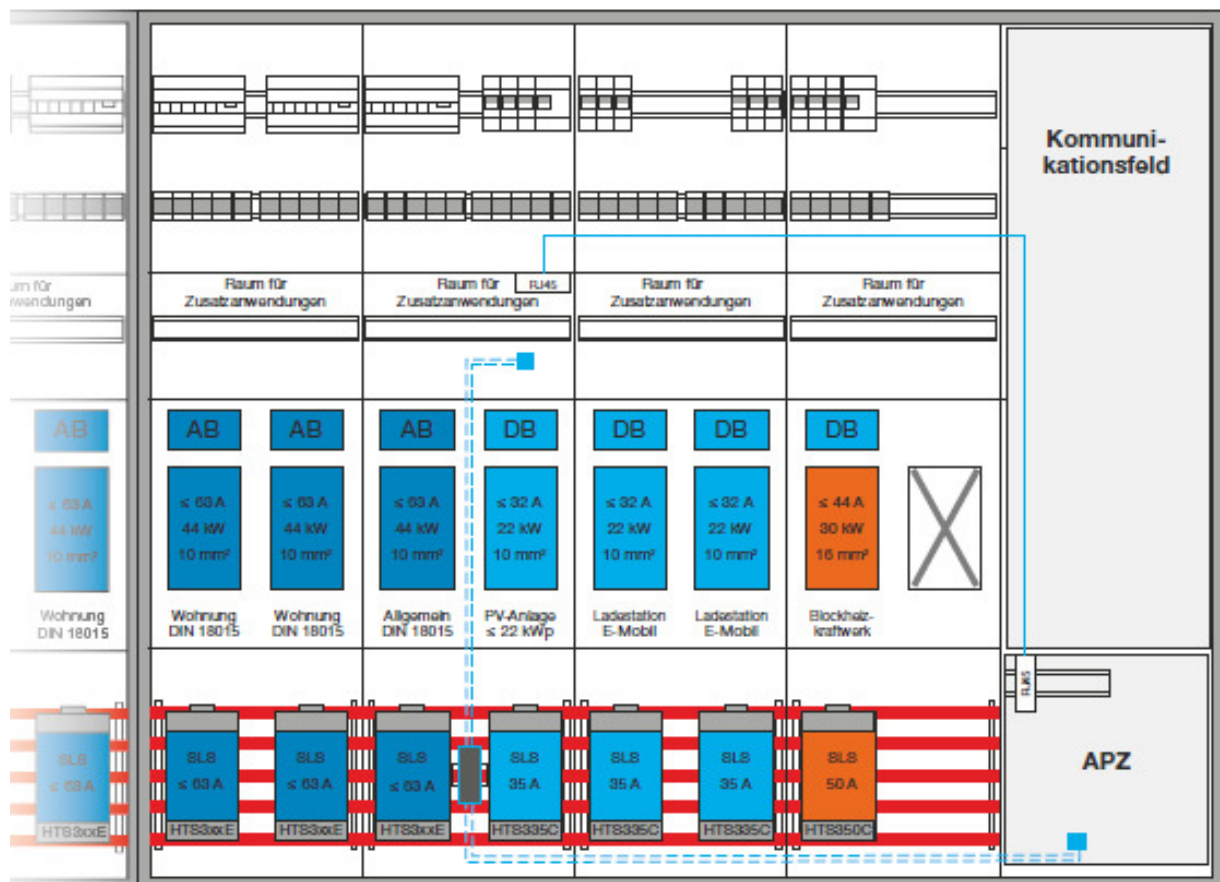 Kommuni-
kationsfeld
um für
wendungen
Raum für
Zusatzanwendungen
Raum für
Zusatzanwendungen
RJ45
Raum für
Zusatzanwendungen
Raum für
Zusatzanwendungen
AB
AB
AB
AB
DB
DB
DB
DB
≤ 63 A
44 kW
10 mm²
≤ 63 A
44 kW
10 mm²
≤ 63 A
44 kW
10 mm²
≤ 63 A
44 kW
10 mm²
≤ 32 A
22 kW
10 mm²
≤ 32 A
22 kW
10 mm²
≤ 32 A
22 kW
10 mm²
≤ 44 A
30 kW
16 mm²
Wohnung
DIN 18015
Wohnung
DIN 18015
Wohnung
DIN 18015
Allgemein
DIN 18015
PV-Anlage
≤ 22 kWp
Ladestation
E-Mobil
Ladestation
E-Mobil
Blockheiz-
kraftwerk
RJ45
APZ
SLS
≤ 63 A
HTS3xxE
SLS
≤ 63 A
HTS3xxE
SLS
≤ 63 A
HTS3xxE
SLS
≤ 63 A
HTS3xxE
SLS
35 A
HTS335C
SLS
35 A
HTS335C
SLS
35 A
HTS335C
SLS
50 A
HTS350C